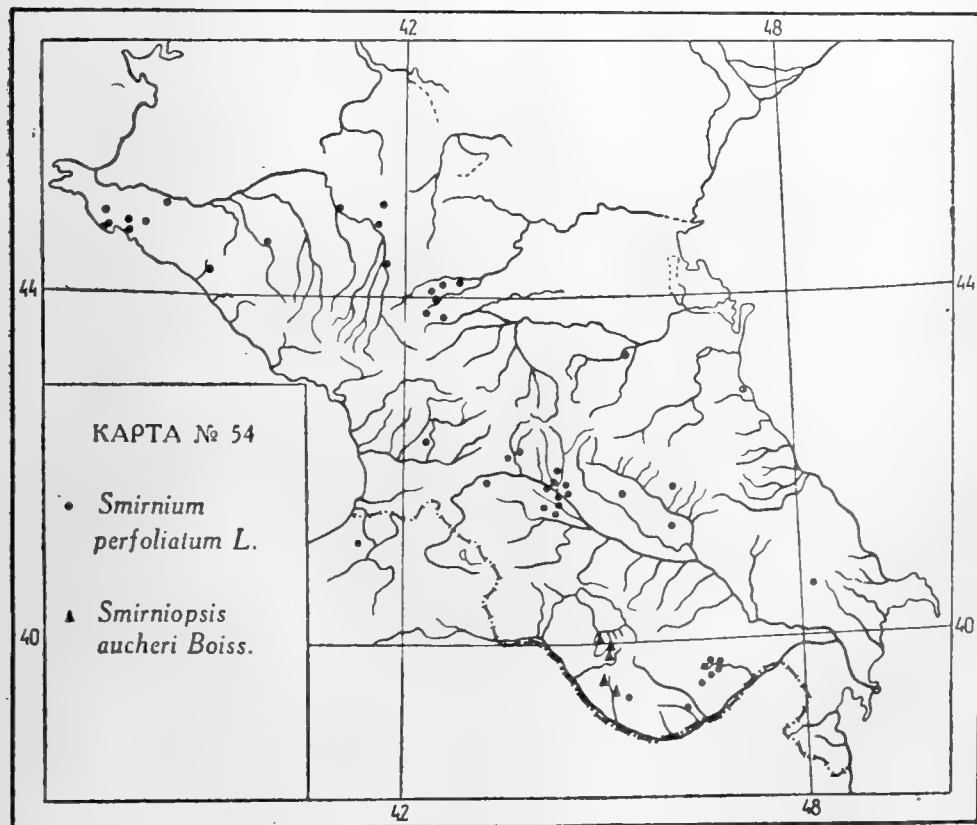 42 48
44 44
КАРТА № 54
Smirnium
perfoliatum L.
Smirniopsis
aucheri Boiss.
40 40
42 48